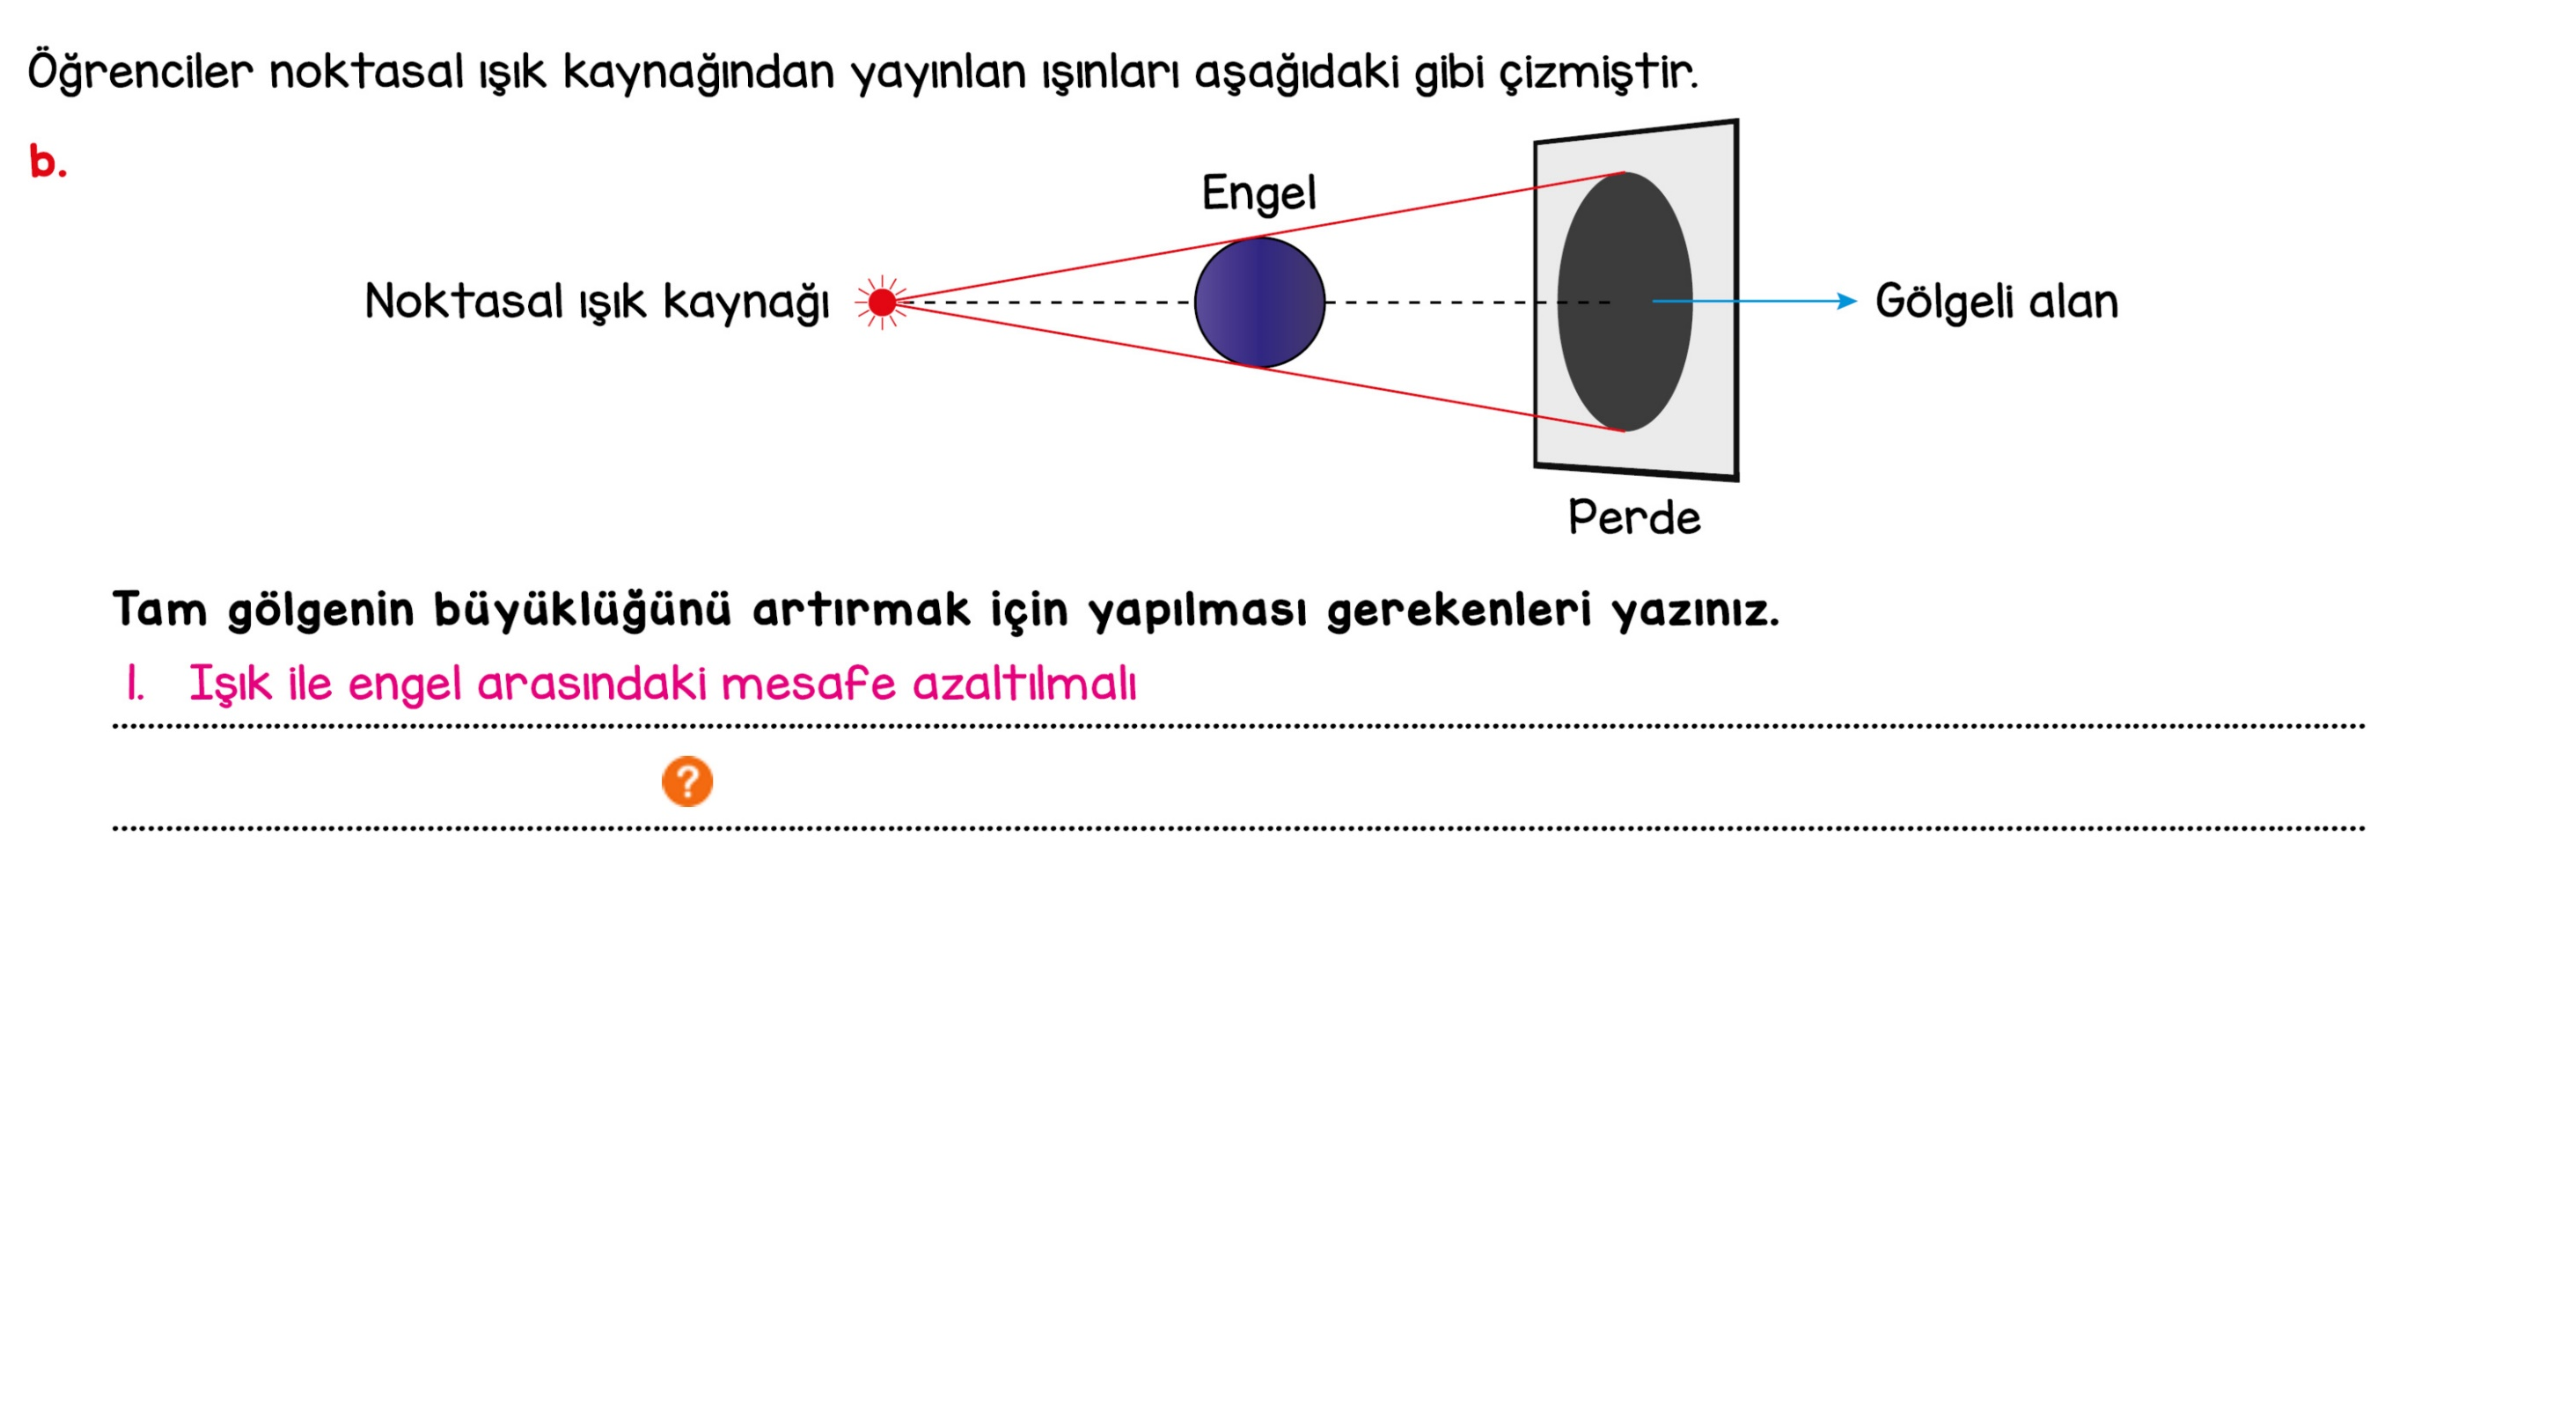 Öğrenciler noktasal ışık kaynağından yayınlan ışınları aşağıdaki gibi çizmiştir.
b.
Engel
Noktasal ışık kaynağı
Gölgeli alan
Perde
Tam gölgenin büyüklüğünü artırmak için yapılması gerekenleri yazınız.
1. Işık ile engel arasındaki mesafe azaltılmalı
?